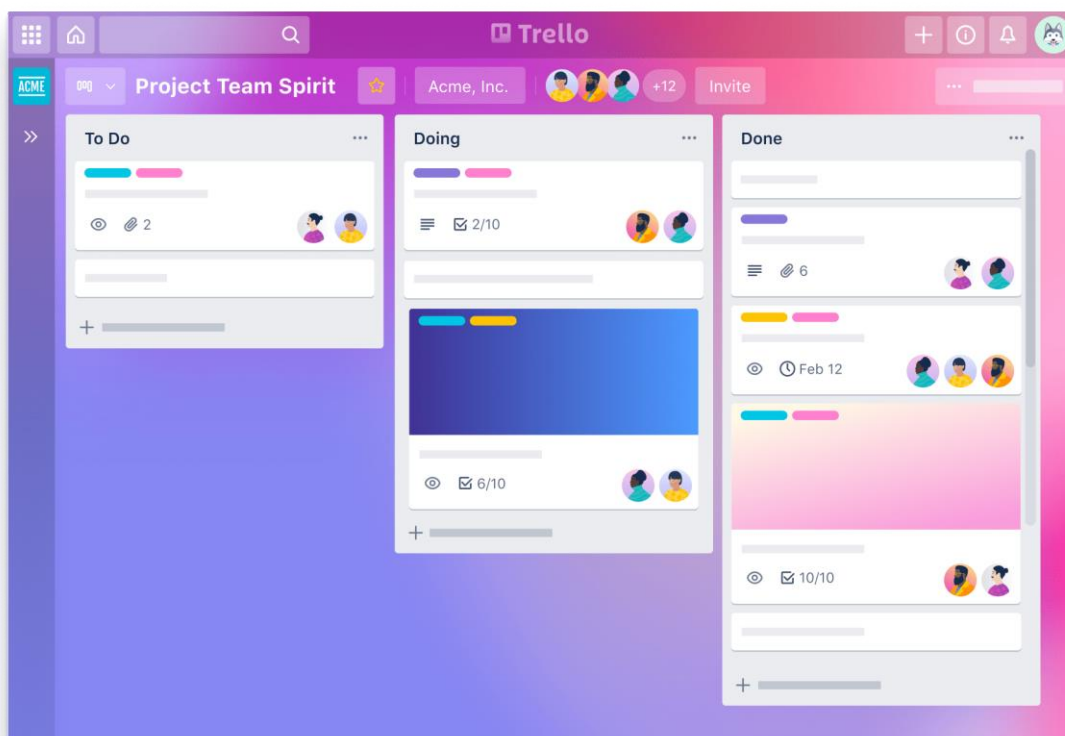 Trello
ACME
Project Team Spirit
Acme, Inc.
+12
Invite
To Do
2
Doing
2/10
6/10
Done
6
Feb 12
10/10